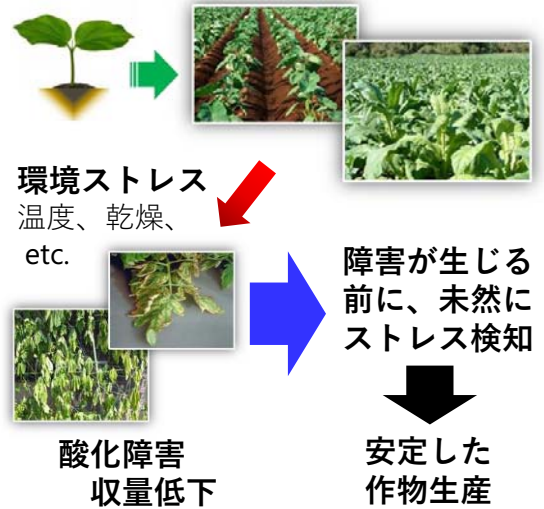 環境ストレス
温度、乾燥、
etc.
障害が生じる
前に、未然に
ストレス検知
酸化障害
収量低下
安定した
作物生産